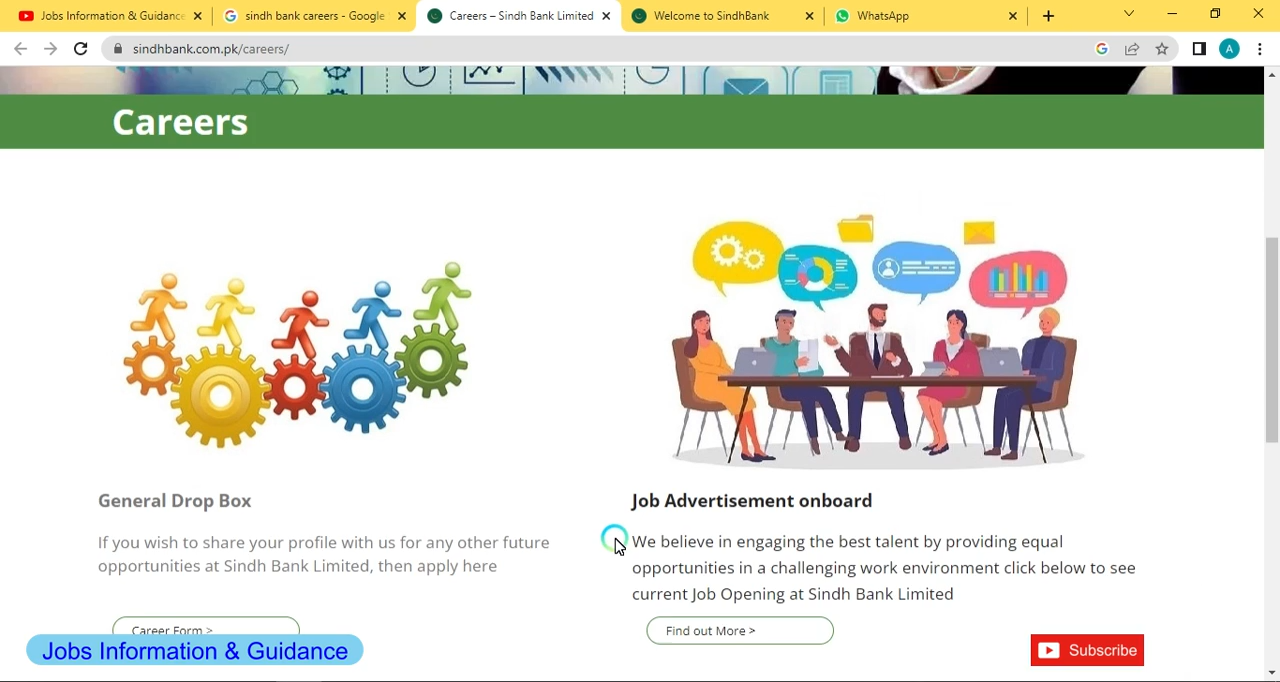 Jobs Information & Guidance
sindh bank careers - Google
Careers – Sindh Bank Limited
Welcome to SindhBank
WhatsApp
sindhbank.com.pk/careers/
A
Careers
General Drop Box
If you wish to share your profile with us for any other future
opportunities at Sindh Bank Limited, then apply here
Career Form >
Job Advertisement onboard
We believe in engaging the best talent by providing equal
opportunities in a challenging work environment click below to see
current Job Opening at Sindh Bank Limited
Find out More >
Jobs Information & Guidance
Subscribe